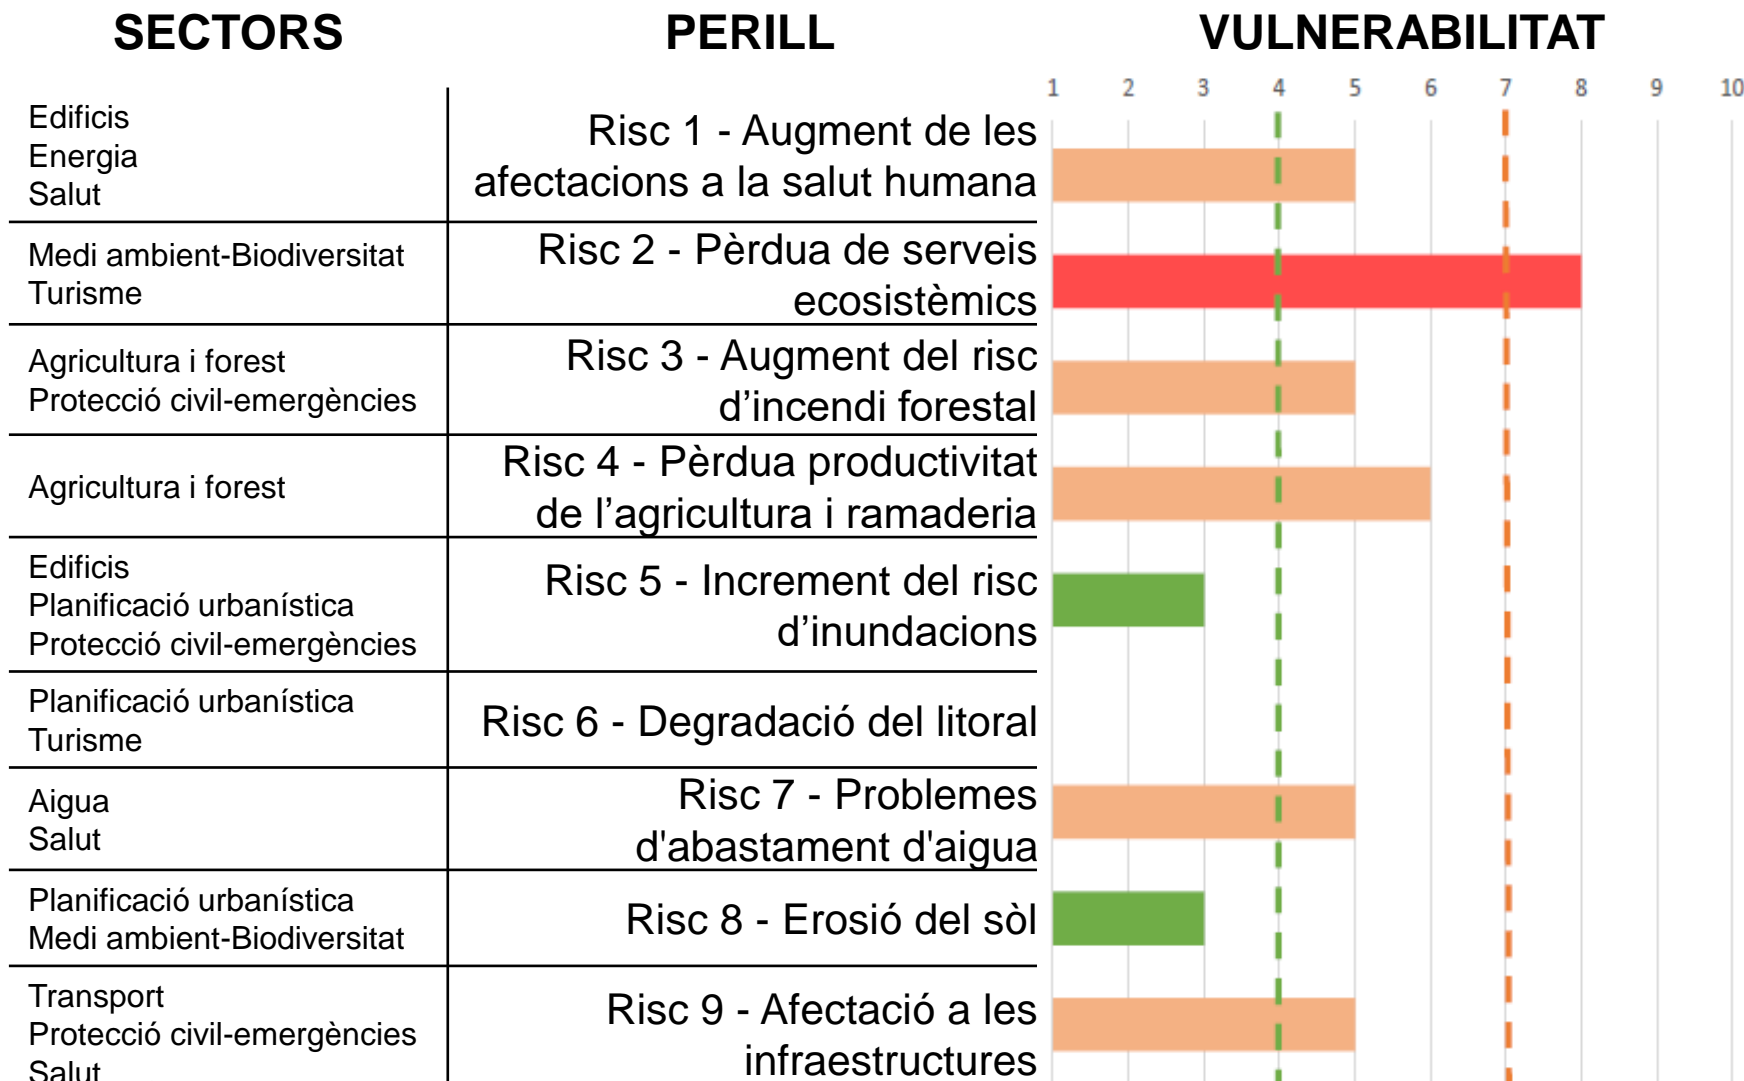 SECTORS PERILL VULNERABILITAT
1 2 3 4 5 6 7 8 9 10
Edificis
Energia
Salut
Risc 1 - Augment de les
afectacions a la salut humana
Medi ambient-Biodiversitat
Turisme
Risc 2 - Pèrdua de serveis
ecosistèmics
Agricultura i forest
Protecció civil-emergències
Risc 3 - Augment del risc
d’incendi forestal
Agricultura i forest
Risc 4 - Pèrdua productivitat
de l’agricultura i ramaderia
Edificis
Planificació urbanística
Protecció civil-emergències
Risc 5 - Increment del risc
d’inundacions
Planificació urbanística
Turisme
Risc 6 - Degradació del litoral
Aigua
Salut
Risc 7 - Problemes
d'abastament d'aigua
Planificació urbanística
Medi ambient-Biodiversitat
Risc 8 - Erosió del sòl
Transport
Protecció civil-emergències
Salut
Risc 9 - Afectació a les
infraestructures